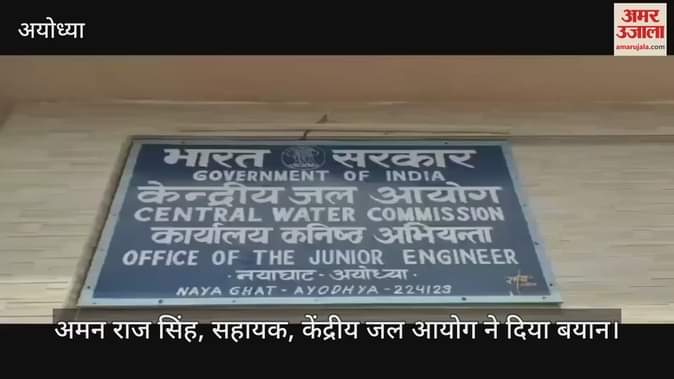 अयोध्या
अमर
उजाला
amarujala.com
भारत सरकार
GOVERNMENT OF INDIA
केन्द्रीय जल आयोग
CENTRAL WATER COMMISSION
कार्यालय कनिष्ठ अभियन्ता
OFFICE OF THE JUNIOR ENGINEER
- नयाघाट - अयोध्या -
NAYA GHAT - AYODHYA - 224123
अमन राज सिंह, सहायक, केंद्रीय जल आयोग ने दिया बयान।